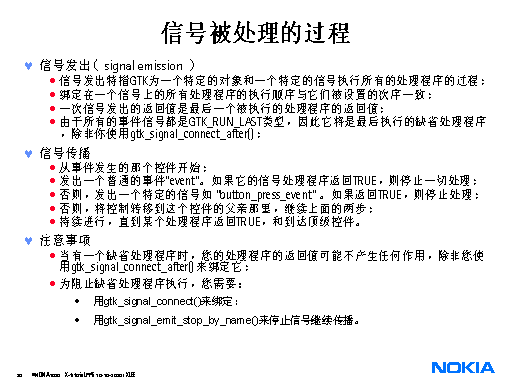 信号被处理的过程
信号发出( signal emission )
信号发出特指GTK为一个特定的对象和一个特定的信号执行所有的处理程序的过程;
绑定在一个信号上的所有处理程序的执行顺序与它们被设置的次序一致;
一次信号发出的返回值是最后一个被执行的处理程序的返回值;
由于所有的事件信号都是GTK_RUN_LAST类型，因此它将是最后执行的缺省处理程序
，除非你使用gtk_signal_connect_after();
信号传播
从事件发生的那个控件开始;
发出一个普通的事件"event"。如果它的信号处理程序返回TRUE，则停止一切处理;
否则，发出一个特定的信号如 "button_press_event" 。如果返回TRUE，则停止处理;
否则，将控制转移到这个控件的父亲那里，继续上面的两步;
持续进行，直到某个处理程序返回TRUE，和到达顶级控件。
注意事项
当有一个缺省处理程序时，您的处理程序的返回值可能不产生任何作用，除非您使
用gtk_signal_connect_after() 来绑定它;
为阻止缺省处理程序执行，您需要:
用gtk_signal_connect()来绑定;
用gtk_signal_emit_stop_by_name()来停止信号继续传播。
NOKIA